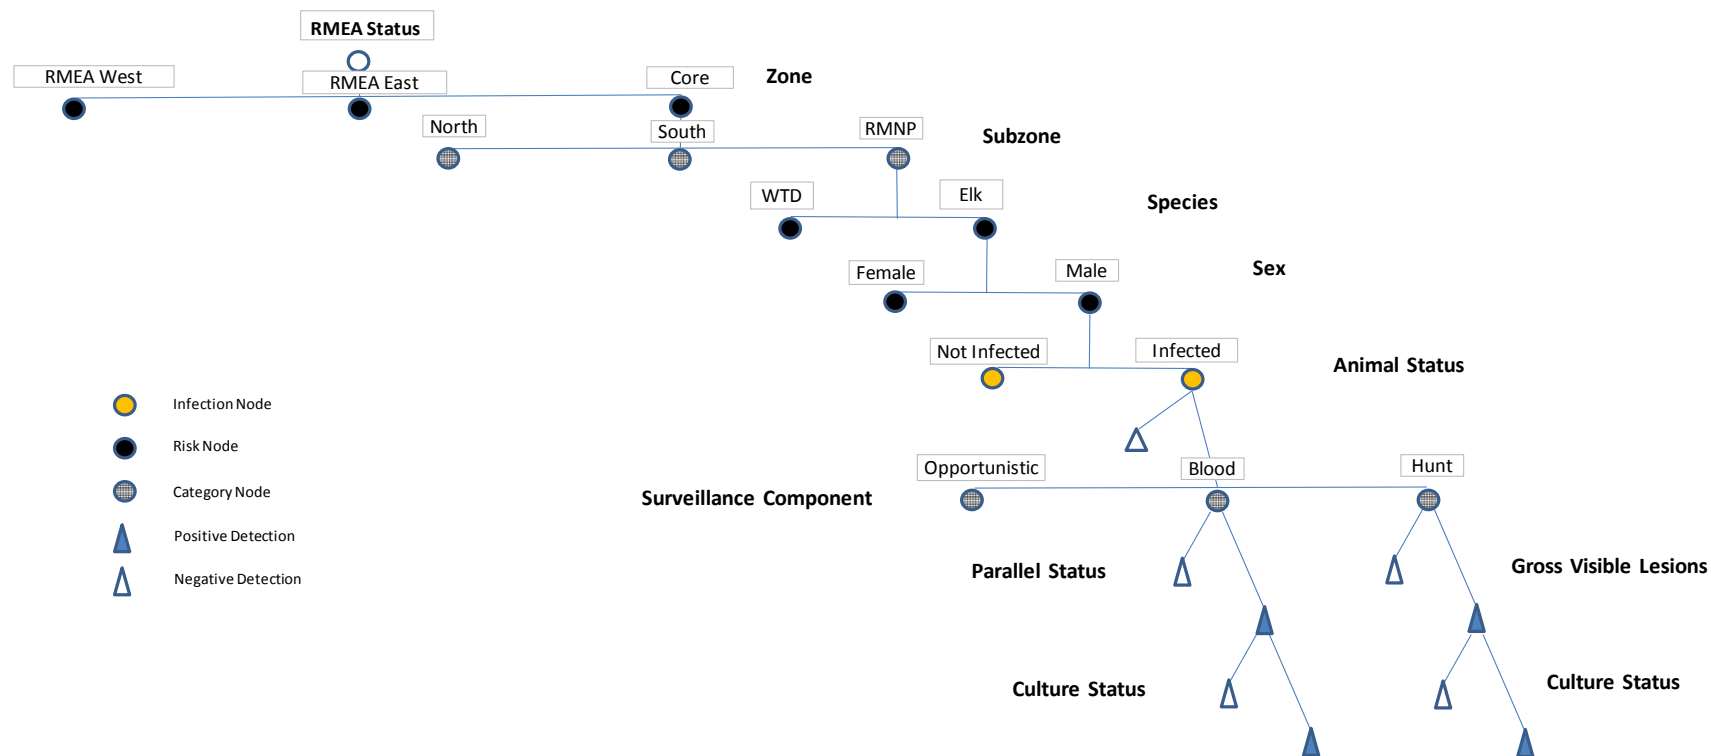 RMEA Status
RMEA West
RMEA East
Core
Zone
North
South
RMNP
Subzone
WTD
Elk
Species
Female
Male
Sex
Not Infected
Infected
Animal Status
Infection Node
Risk Node
Category Node
Positive Detection
Negative Detection
Opportunistic
Blood
Hunt
Surveillance Component
Parallel Status
Gross Visible Lesions
Culture Status
Culture Status